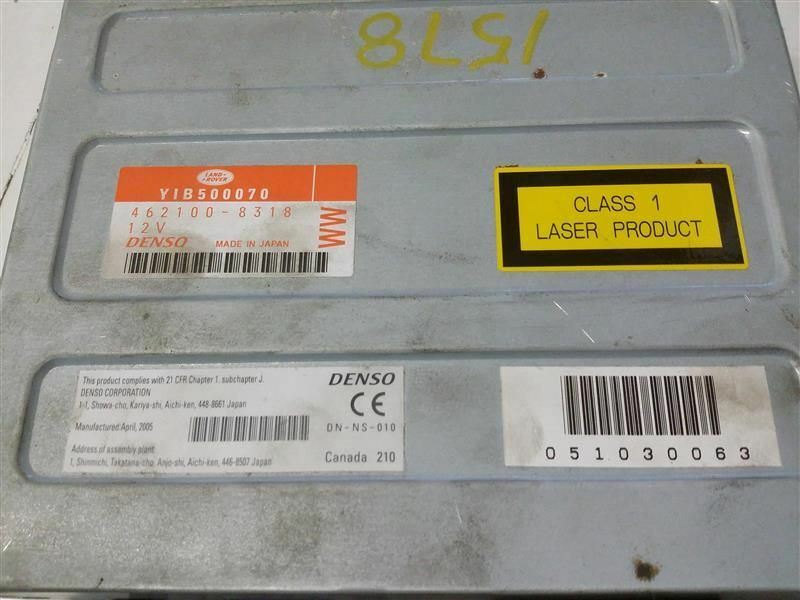 1578
LAND-
ROVER
YIB500070
462100-8318
12V
DENSO MADE IN JAPAN
WW
CLASS 1
LASER PRODUCT
This product complies with 21 CFR Chapter 1. subchapter J.
DENSO CORPORATION
1-1, Showa-cho, Kariya-shi, Aichi-ken, 448-8661 Japan
Manufactured:April, 2005
Address of assembly plant
1, Shinmichi, Takatana-cho, Anjo-shi, Aichi-ken, 446-8507 Japan
DENSO
CE
DN-NS-010
Canada 210
051030063